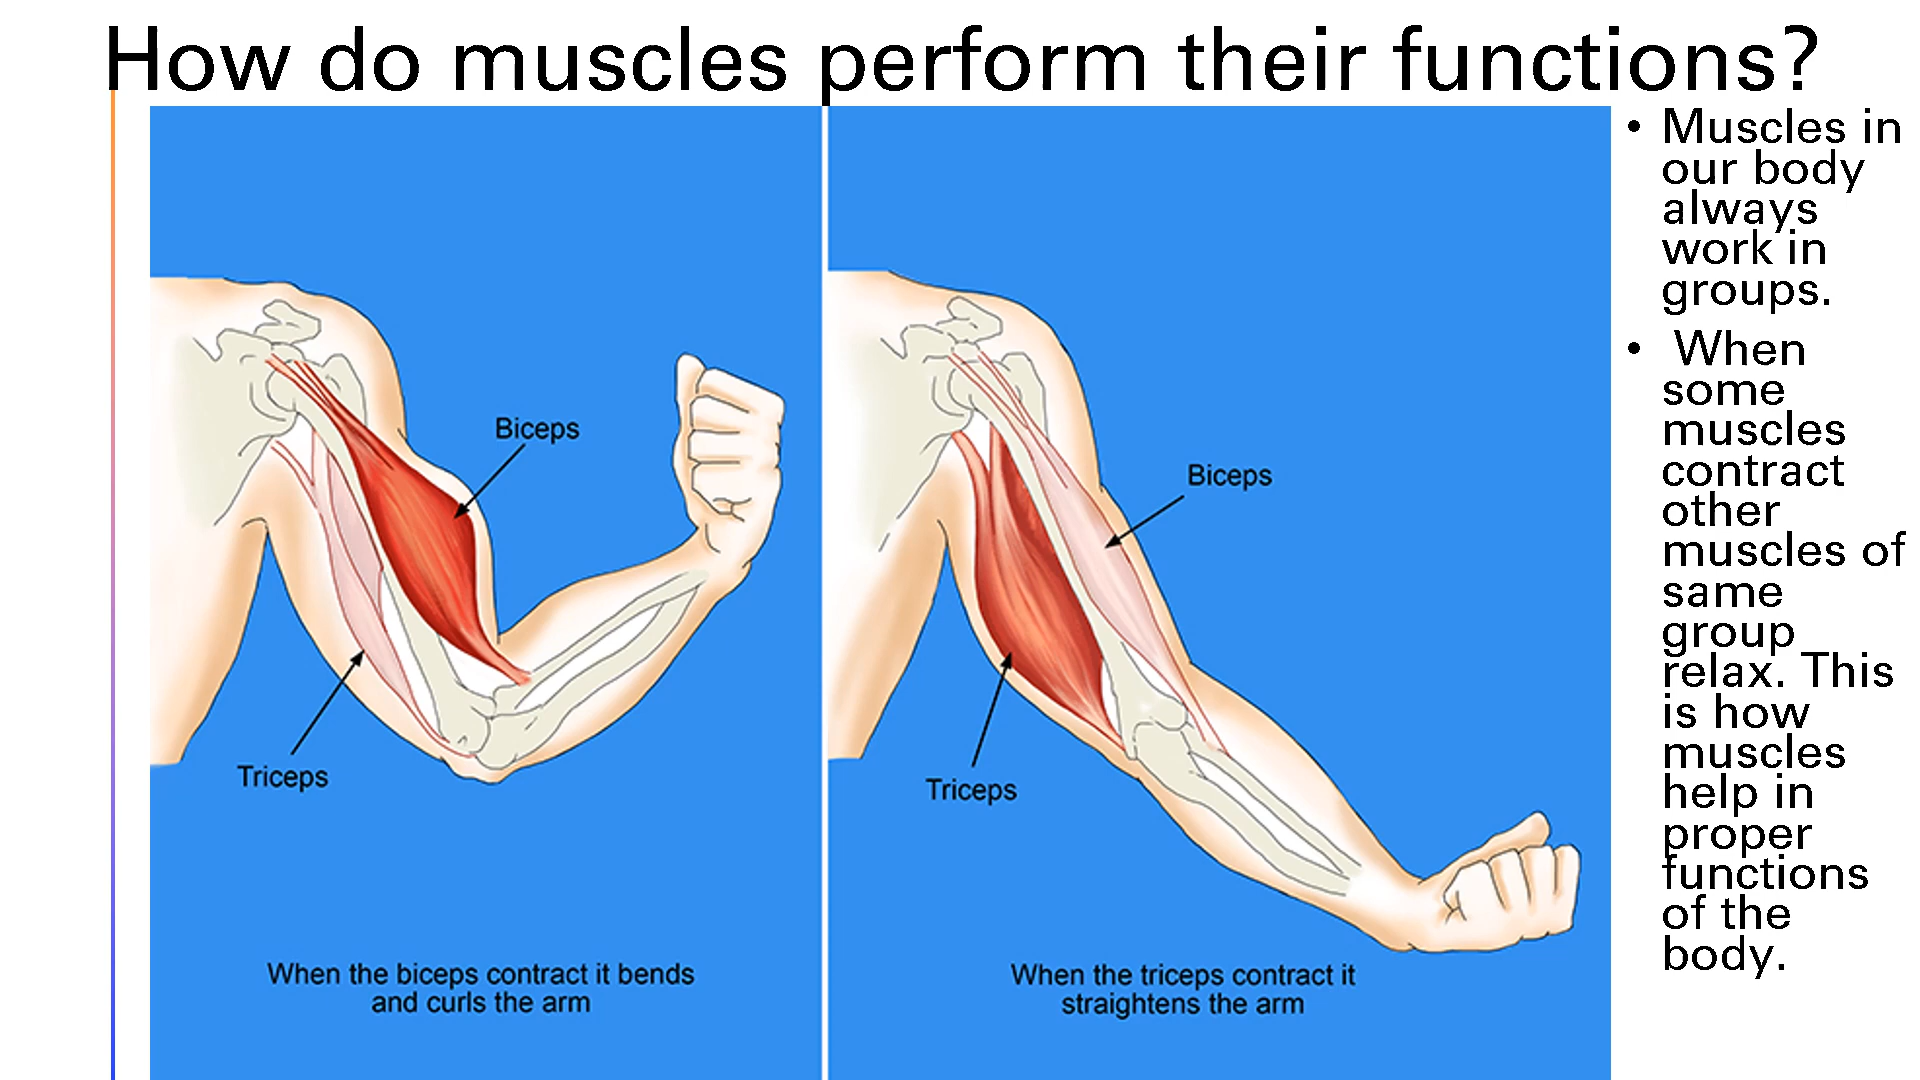 How do muscles perform their functions?
Biceps
Triceps
When the biceps contract it bends
and curls the arm
Biceps
Triceps
When the triceps contract it
straightens the arm
• Muscles in
our body
always
work in
groups.
• When
some
muscles
contract
other
muscles of
same
group
relax. This
is how
muscles
help in
proper
functions
of the
body.